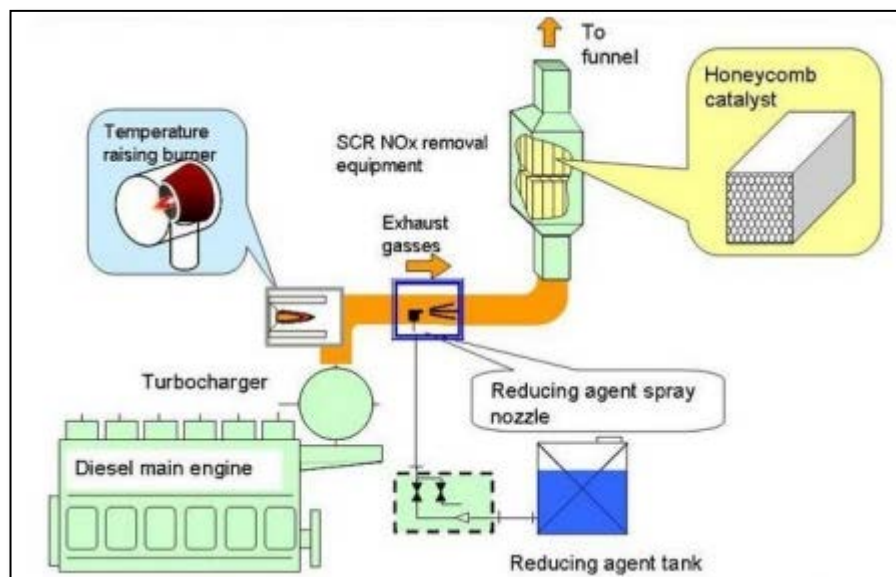 To
funnel
Honeycomb
catalyst
Temperature
raising burner
SCR NOx removal
equipment
Exhaust
gasses
Turbocharger
Reducing agent spray
nozzle
Diesel main engine
Reducing agent tank